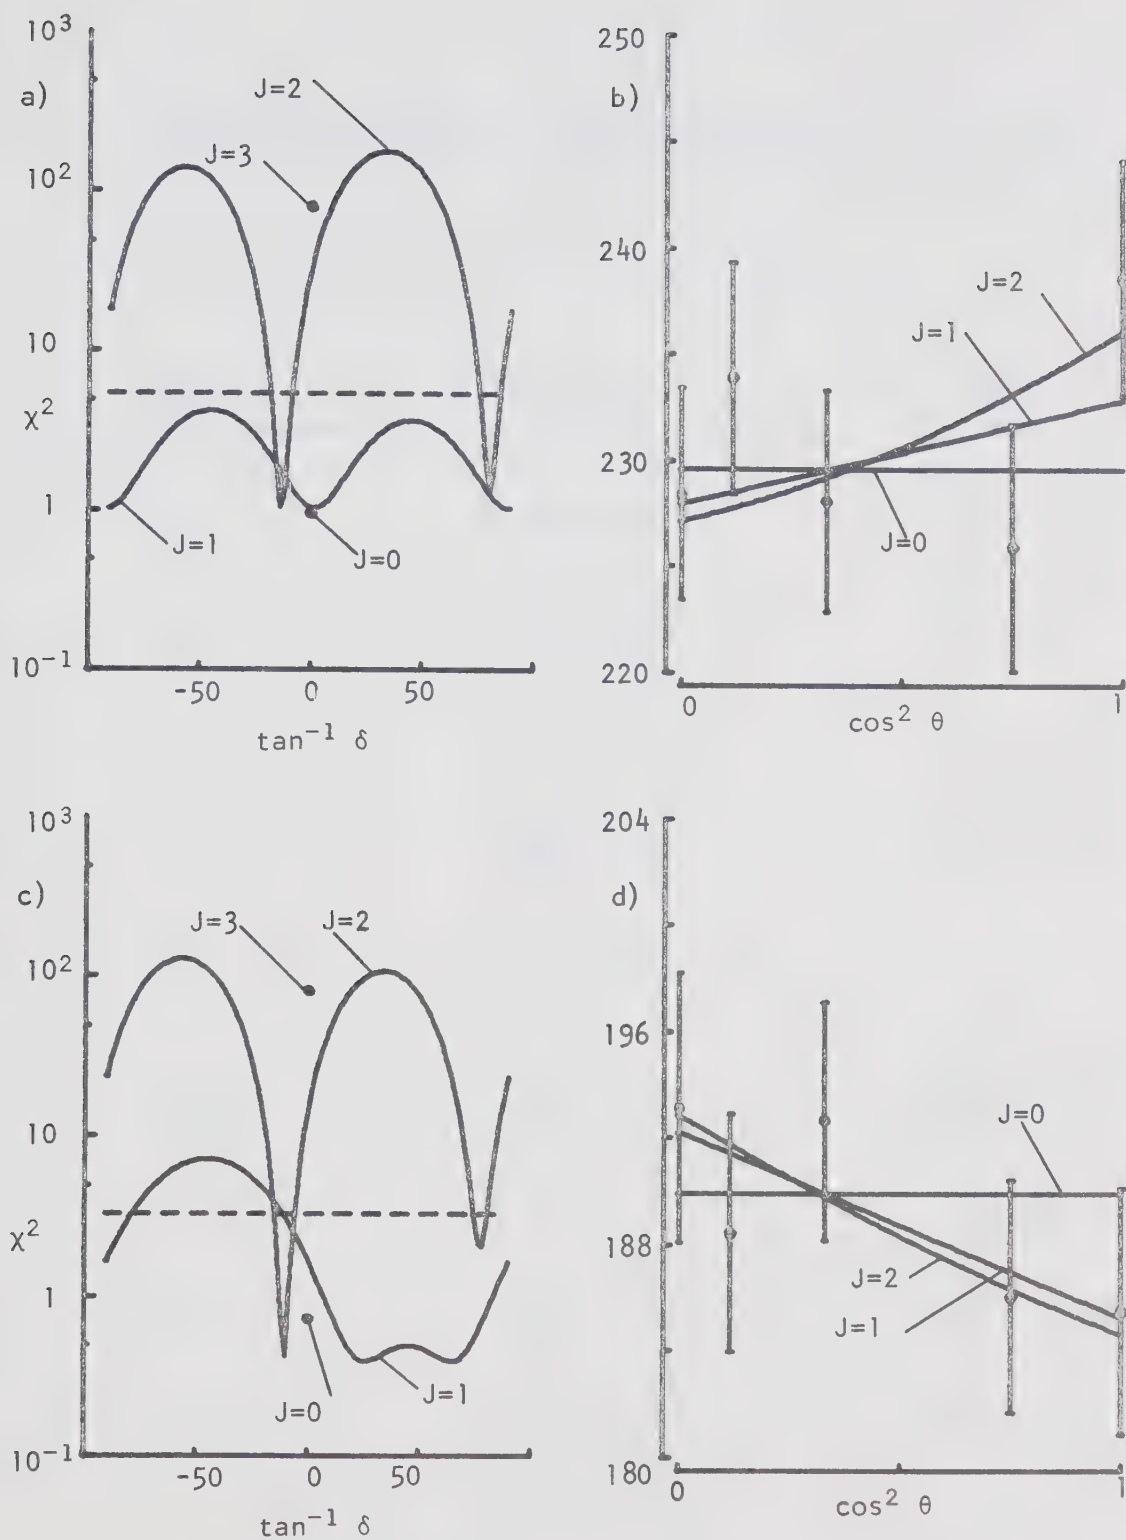 a)
10³
10²
10
χ²
1
10⁻¹
J=2
J=3
J=1
J=0
-50
0
50
tan⁻¹ δ
b)
250
240
230
220
J=2
J=1
J=0
0
1
cos² θ
c)
10³
10²
10
χ²
1
10⁻¹
J=3
J=2
J=0
J=1
-50
0
50
tan⁻¹ δ
d)
204
196
188
180
J=0
J=2
J=1
0
1
cos² θ